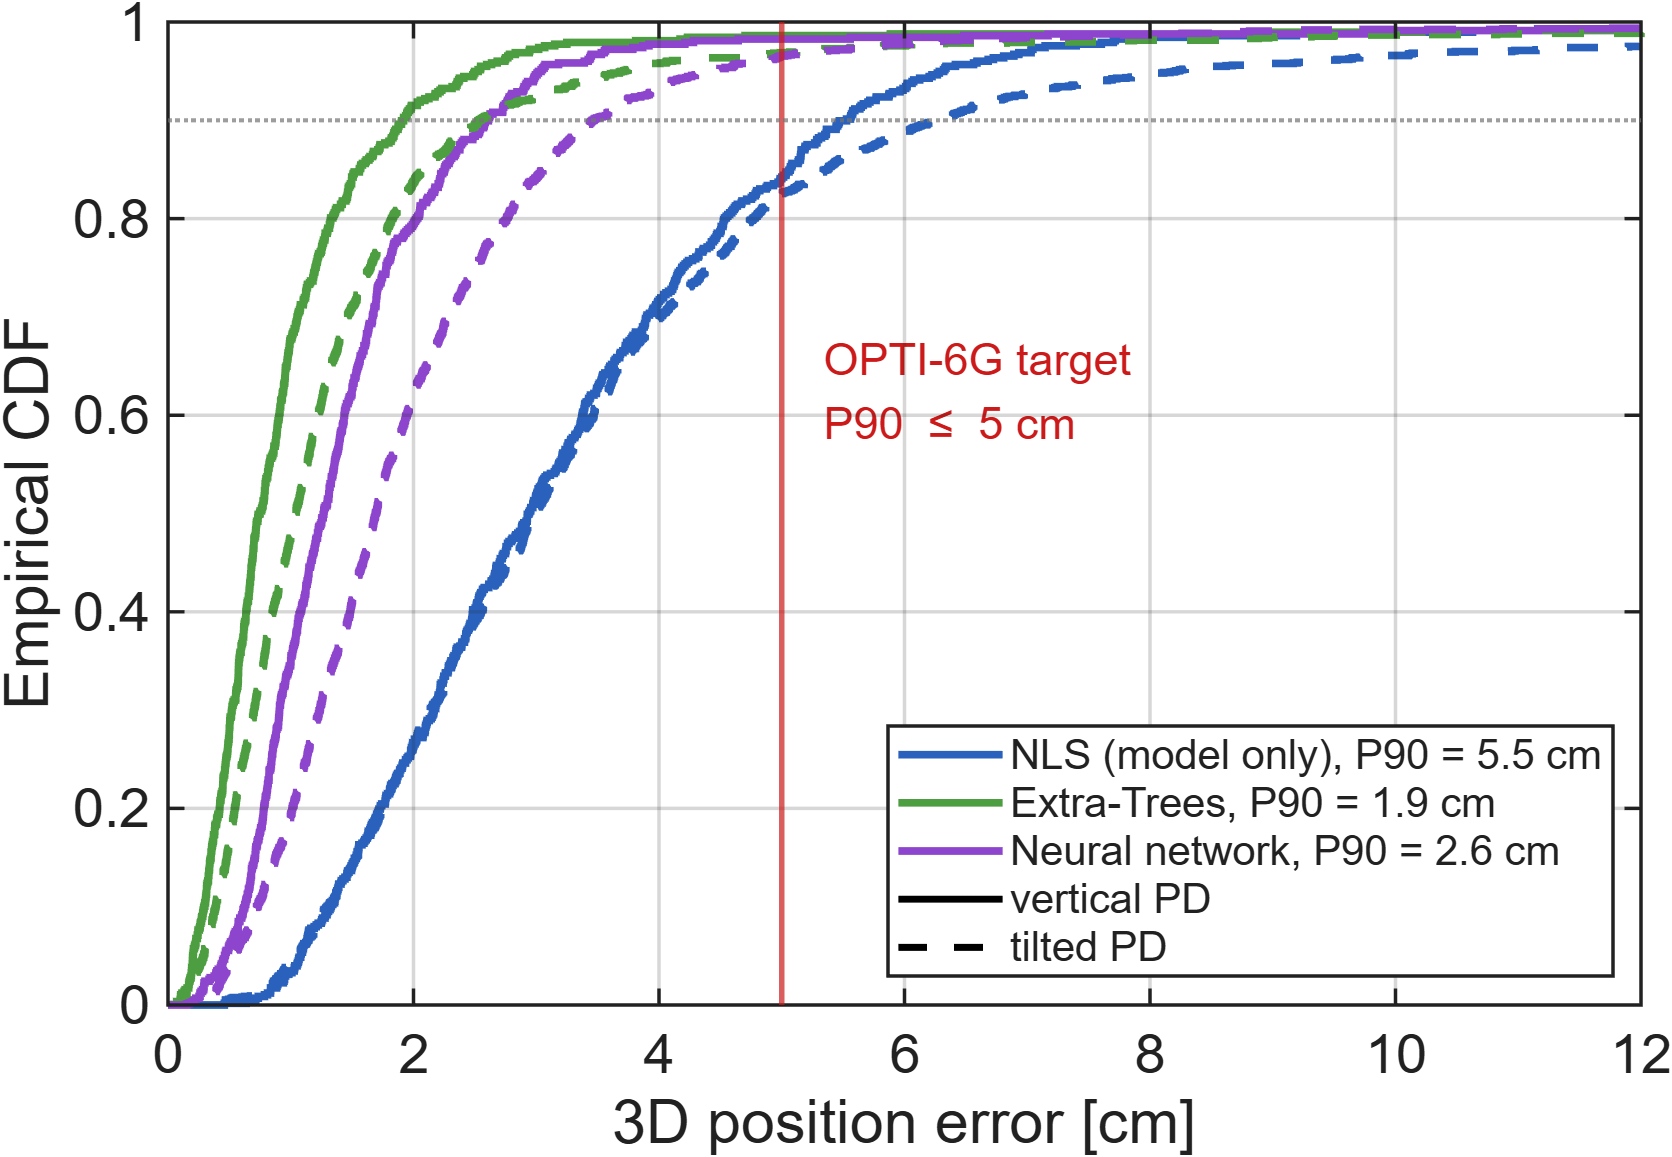 1
0.8
0.6
0.4
0.2
0
Empirical CDF
OPTI-6G target
P90 ≤ 5 cm
NLS (model only), P90 = 5.5 cm
Extra-Trees, P90 = 1.9 cm
Neural network, P90 = 2.6 cm
vertical PD
tilted PD
0 2 4 6 8 10 12
3D position error [cm]